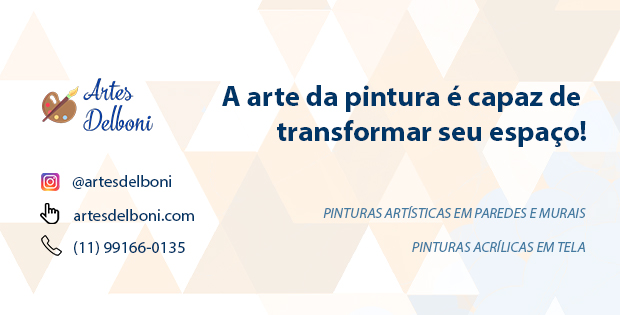 Artes
Delboni
A arte da pintura é capaz de
transformar seu espaço!
@artesdelboni
artesdelboni.com
(11) 99166-0135
PINTURAS ARTÍSTICAS EM PAREDES E MURAIS
PINTURAS ACRÍLICAS EM TELA